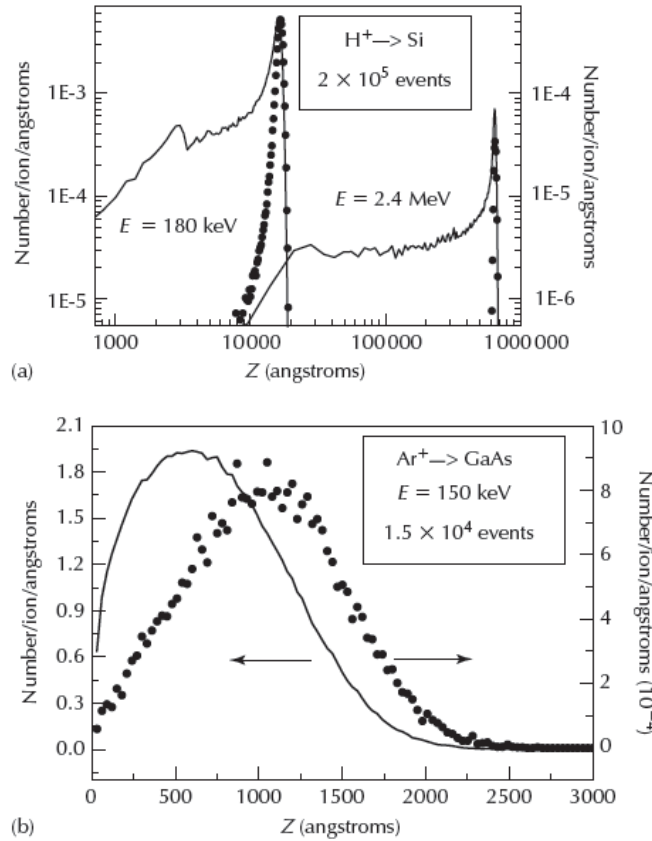 H⁺—> Si
2 × 10⁵ events
Number/ion/angstroms
1E-3
1E-4
1E-5
E = 180 keV
E = 2.4 MeV
Number/ion/angstroms
1E-4
1E-5
1E-6
1000
10000
100000
1000000
(a)
Z (angstroms)
Ar⁺—> GaAs
E = 150 keV
1.5 × 10⁴ events
Number/ion/angstroms
2.1
1.8
1.5
1.2
0.9
0.6
0.3
0.0
10
8
6
4
2
0
Number/ion/angstroms (10⁻⁴)
0
500
1000
1500
2000
2500
3000
(b)
Z (angstroms)